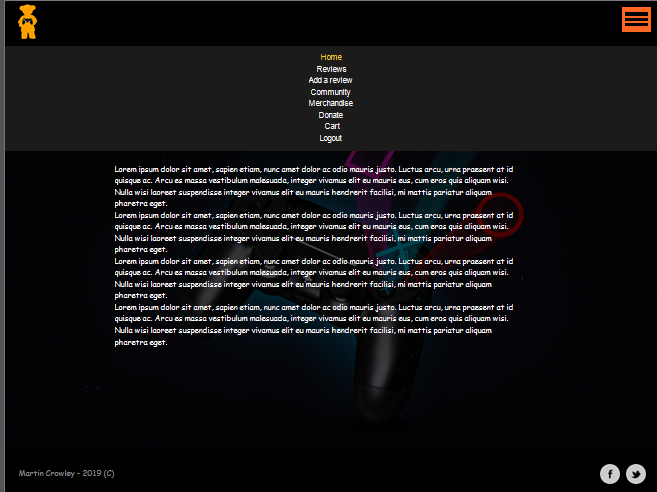 Home
Reviews
Add a review
Community
Merchandise
Donate
Cart
Logout
Lorem ipsum dolor sit amet, sapien etiam, nunc amet dolor ac odio mauris justo. Luctus arcu, urna praesent at id
quisque ac. Arcu es massa vestibulum malesuada, integer vivamus elit eu mauris eus, cum eros quis aliquam wisi.
Nulla wisi laoreet suspendisse integer vivamus elit eu mauris hendrerit facilisi, mi mattis pariatur aliquam
pharetra eget.
Lorem ipsum dolor sit amet, sapien etiam, nunc amet dolor ac odio mauris justo. Luctus arcu, urna praesent at id
quisque ac. Arcu es massa vestibulum malesuada, integer vivamus elit eu mauris eus, cum eros quis aliquam wisi.
Nulla wisi laoreet suspendisse integer vivamus elit eu mauris hendrerit facilisi, mi mattis pariatur aliquam
pharetra eget.
Lorem ipsum dolor sit amet, sapien etiam, nunc amet dolor ac odio mauris justo. Luctus arcu, urna praesent at id
quisque ac. Arcu es massa vestibulum malesuada, integer vivamus elit eu mauris eus, cum eros quis aliquam wisi.
Nulla wisi laoreet suspendisse integer vivamus elit eu mauris hendrerit facilisi, mi mattis pariatur aliquam
pharetra eget.
Lorem ipsum dolor sit amet, sapien etiam, nunc amet dolor ac odio mauris justo. Luctus arcu, urna praesent at id
quisque ac. Arcu es massa vestibulum malesuada, integer vivamus elit eu mauris eus, cum eros quis aliquam wisi.
Nulla wisi laoreet suspendisse integer vivamus elit eu mauris hendrerit facilisi, mi mattis pariatur aliquam
pharetra eget.
Martin Crowley - 2019 (C)